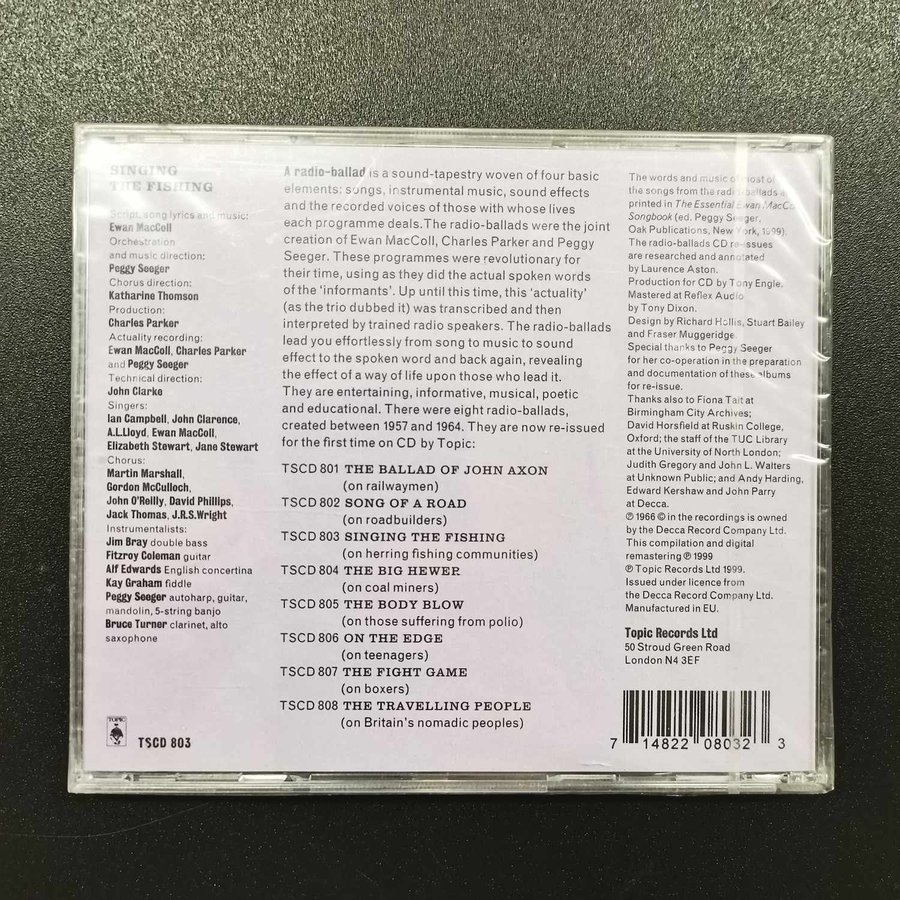 SINGING
THE FISHING
Script, song lyrics and music:
Ewan MacColl
Orchestration
and music direction:
Peggy Seeger
Chorus direction:
Katharine Thomson
Production:
Charles Parker
Actuality recording:
Ewan MacColl, Charles Parker
and Peggy Seeger
Technical direction:
John Clarke
Singers:
Ian Campbell, John Clarence,
A.L.Lloyd, Ewan MacColl,
Elizabeth Stewart, Jane Stewart
Chorus:
Martin Marshall,
Gordon McCulloch,
John O'Reilly, David Phillips,
Jack Thomas, J.R.S.Wright
Instrumentalists:
Jim Bray double bass
Fitzroy Coleman guitar
Alf Edwards English concertina
Kay Graham fiddle
Peggy Seeger autoharp, guitar,
mandolin, 5-string banjo
Bruce Turner clarinet, alto
saxophone
TOPIC
TSCD 803
A radio-ballad is a sound-tapestry woven of four basic
elements: songs, instrumental music, sound effects
and the recorded voices of those with whose lives
each programme deals.The radio-ballads were the joint
creation of Ewan MacColl, Charles Parker and Peggy
Seeger. These programmes were revolutionary for
their time, using as they did the actual spoken words
of the 'informants'. Up until this time, this 'actuality'
(as the trio dubbed it) was transcribed and then
interpreted by trained radio speakers. The radio-ballads
lead you effortlessly from song to music to sound
effect to the spoken word and back again, revealing
the effect of a way of life upon those who lead it.
They are entertaining, informative, musical, poetic
and educational. There were eight radio-ballads,
created between 1957 and 1964. They are now re-issued
for the first time on CD by Topic:
TSCD 801 THE BALLAD OF JOHN AXON
(on railwaymen)
TSCD 802 SONG OF A ROAD
(on roadbuilders)
TSCD 803 SINGING THE FISHING
(on herring fishing communities)
TSCD 804 THE BIG HEWER
(on coal miners)
TSCD 805 THE BODY BLOW
(on those suffering from polio)
TSCD 806 ON THE EDGE
(on teenagers)
TSCD 807 THE FIGHT GAME
(on boxers)
TSCD 808 THE TRAVELLING PEOPLE
(on Britain's nomadic peoples)
The words and music of most of
the songs from the radio-ballads a
printed in The Essential Ewan MacCo
Songbook (ed. Peggy Seeger,
Oak Publications, New York, 1999).
The radio-ballads CD re-issues
are researched and annotated
by Laurence Aston.
Production for CD by Tony Engle.
Mastered at Reflex Audio
by Tony Dixon.
Design by Richard Hollis, Stuart Bailey
and Fraser Muggeridge.
Special thanks to Peggy Seeger
for her co-operation in the preparation
and documentation of these albums
for re-issue.
Thanks also to Fiona Tait at
Birmingham City Archives;
David Horsfield at Ruskin College,
Oxford; the staff of the TUC Library
at the University of North London;
Judith Gregory and John L. Walters
at Unknown Public; and Andy Harding,
Edward Kershaw and John Parry
at Decca.
℗ 1966 © in the recordings is owned
by the Decca Record Company Ltd.
This compilation and digital
remastering ℗ 1999
℗ Topic Records Ltd 1999.
Issued under licence from
the Decca Record Company Ltd.
Manufactured in EU.
Topic Records Ltd
50 Stroud Green Road
London N4 3EF
7 14822 08032 3